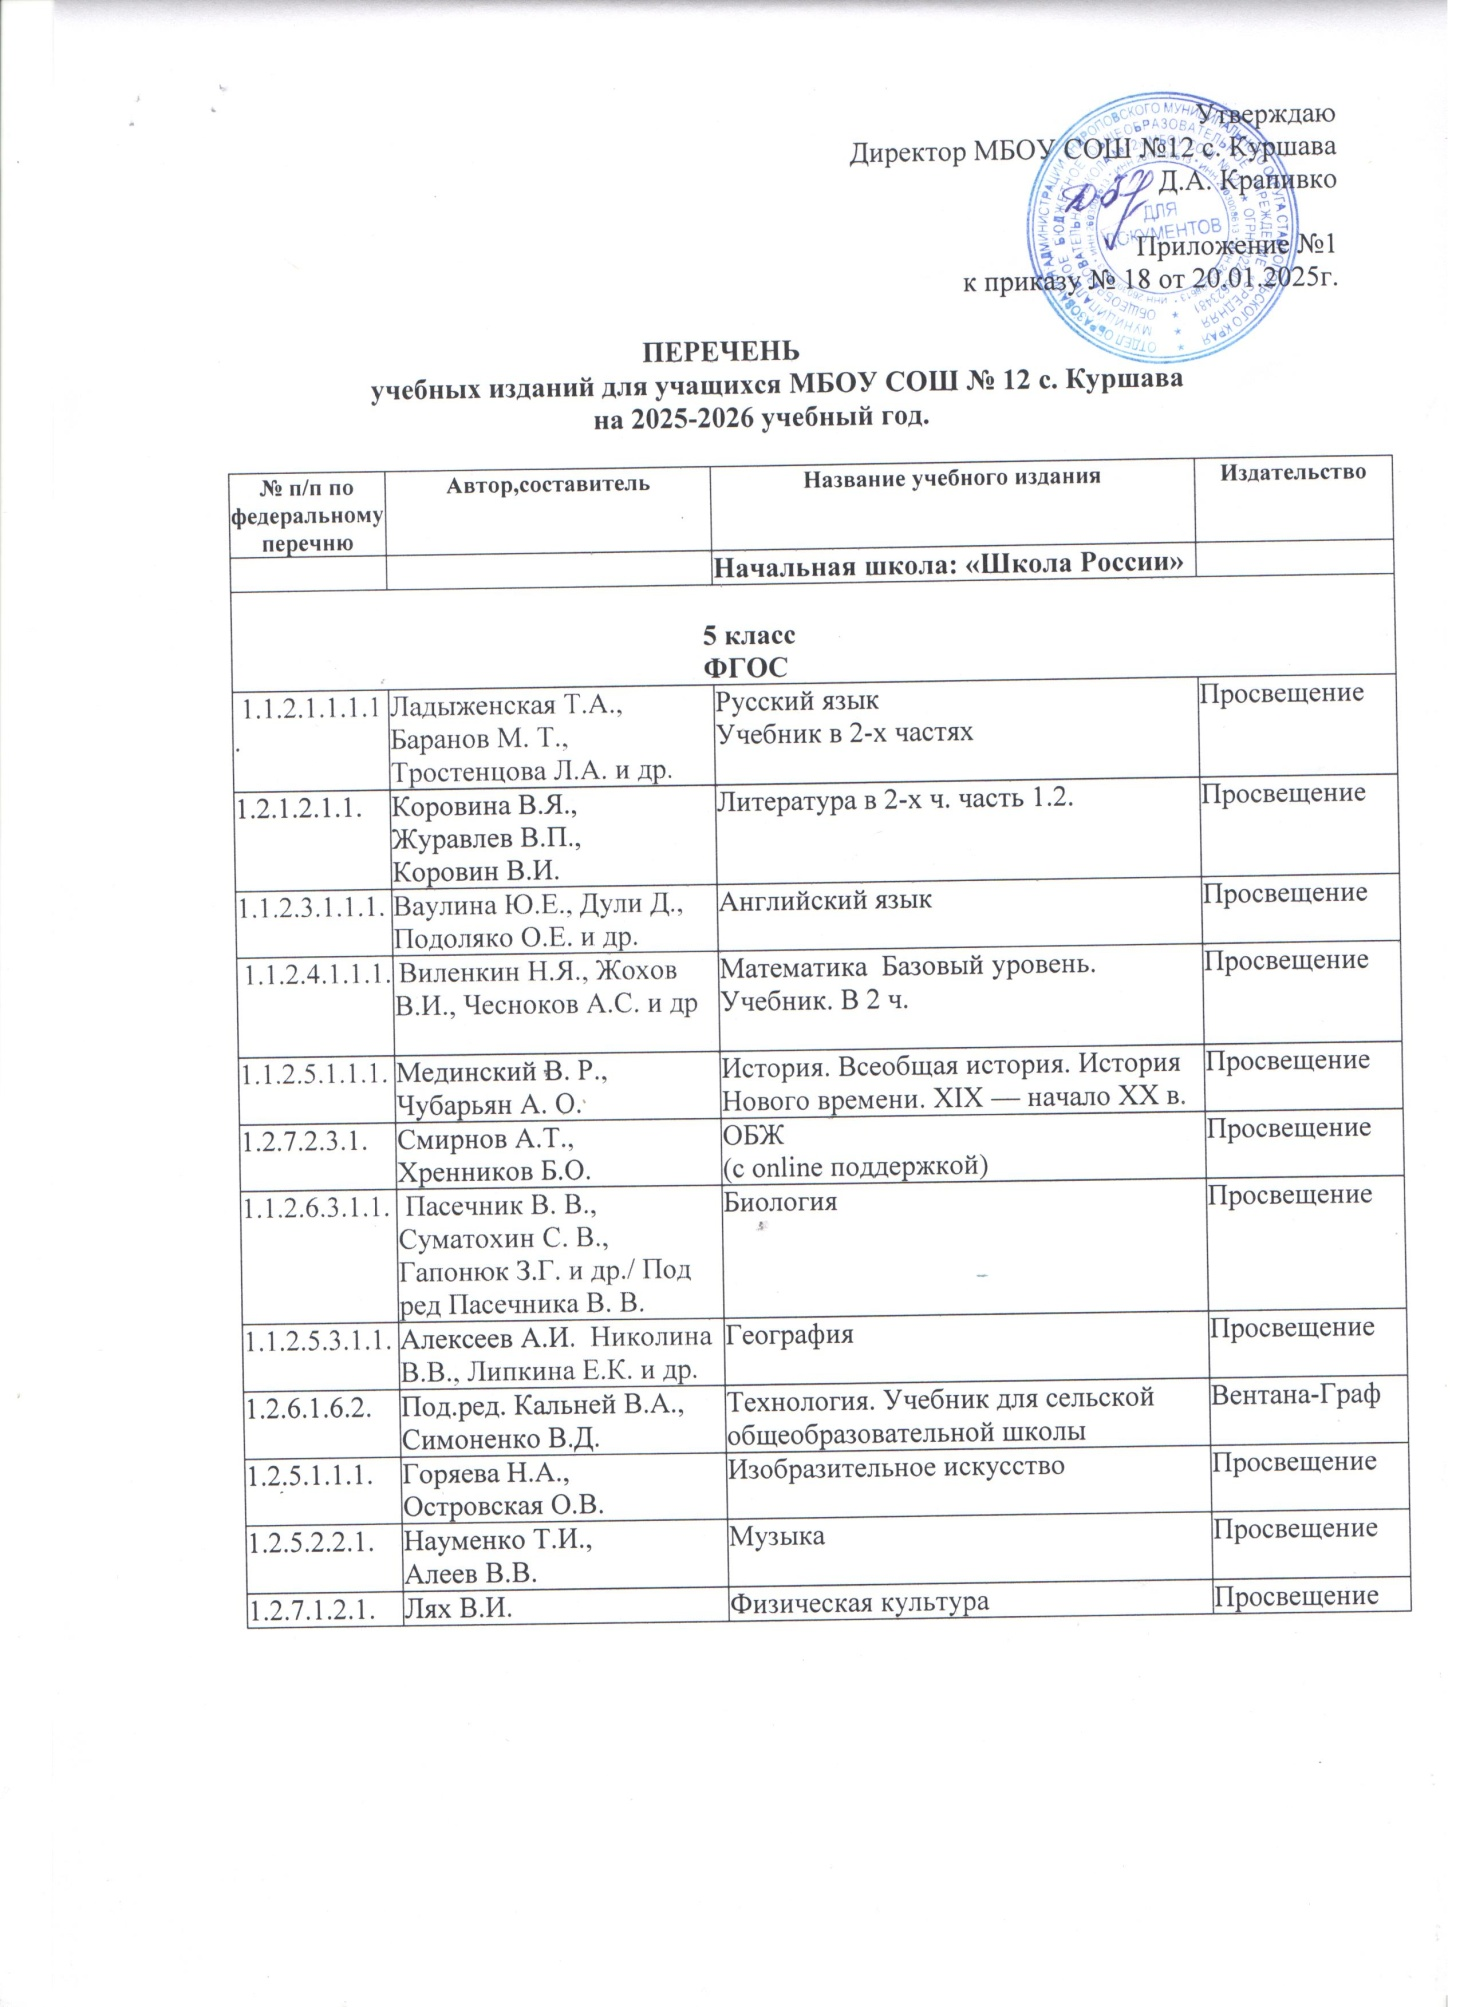 Утверждаю
Директор МБОУ СОШ №12 с. Куршава
Д.А. Крапивко
ДЛЯ
ДОКУМЕНТОВ
Приложение №1
к приказу № 18 от 20.01.2025г.
ПЕРЕЧЕНЬ
учебных изданий для учащихся МБОУ СОШ № 12 с. Куршава
на 2025-2026 учебный год.
№ п/п по
федеральному
перечню
Автор,составитель
Название учебного издания
Издательство
Начальная школа: «Школа России»
5 класс
ФГОС
1.1.2.1.1.1.1
.
Ладыженская Т.А.,
Баранов М. Т.,
Тростенцова Л.А. и др.
Русский язык
Учебник в 2-х частях
Просвещение
1.2.1.2.1.1.
Коровина В.Я.,
Журавлев В.П.,
Коровин В.И.
Литература в 2-х ч. часть 1.2.
Просвещение
1.1.2.3.1.1.1.
Ваулина Ю.Е., Дули Д.,
Подоляко О.Е. и др.
Английский язык
Просвещение
1.1.2.4.1.1.1.
Виленкин Н.Я., Жохов
В.И., Чесноков А.С. и др
Математика  Базовый уровень.
Учебник. В 2 ч.
Просвещение
1.1.2.5.1.1.1.
Мединский В. Р.,
Чубарьян А. О.
История. Всеобщая история. История
Нового времени. XIX — начало XX в.
Просвещение
1.2.7.2.3.1.
Смирнов А.Т.,
Хренников Б.О.
ОБЖ
(с online поддержкой)
Просвещение
1.1.2.6.3.1.1.
Пасечник В. В.,
Суматохин С. В.,
Гапонюк З.Г. и др./ Под
ред Пасечника В. В.
Биология
Просвещение
1.1.2.5.3.1.1.
Алексеев А.И.  Николина
В.В., Липкина Е.К. и др.
География
Просвещение
1.2.6.1.6.2.
Под.ред. Кальней В.А.,
Симоненко В.Д.
Технология. Учебник для сельской
общеобразовательной школы
Вентана-Граф
1.2.5.1.1.1.
Горяева Н.А.,
Островская О.В.
Изобразительное искусство
Просвещение
1.2.5.2.2.1.
Науменко Т.И.,
Алеев В.В.
Музыка
Просвещение
1.2.7.1.2.1.
Лях В.И.
Физическая культура
Просвещение